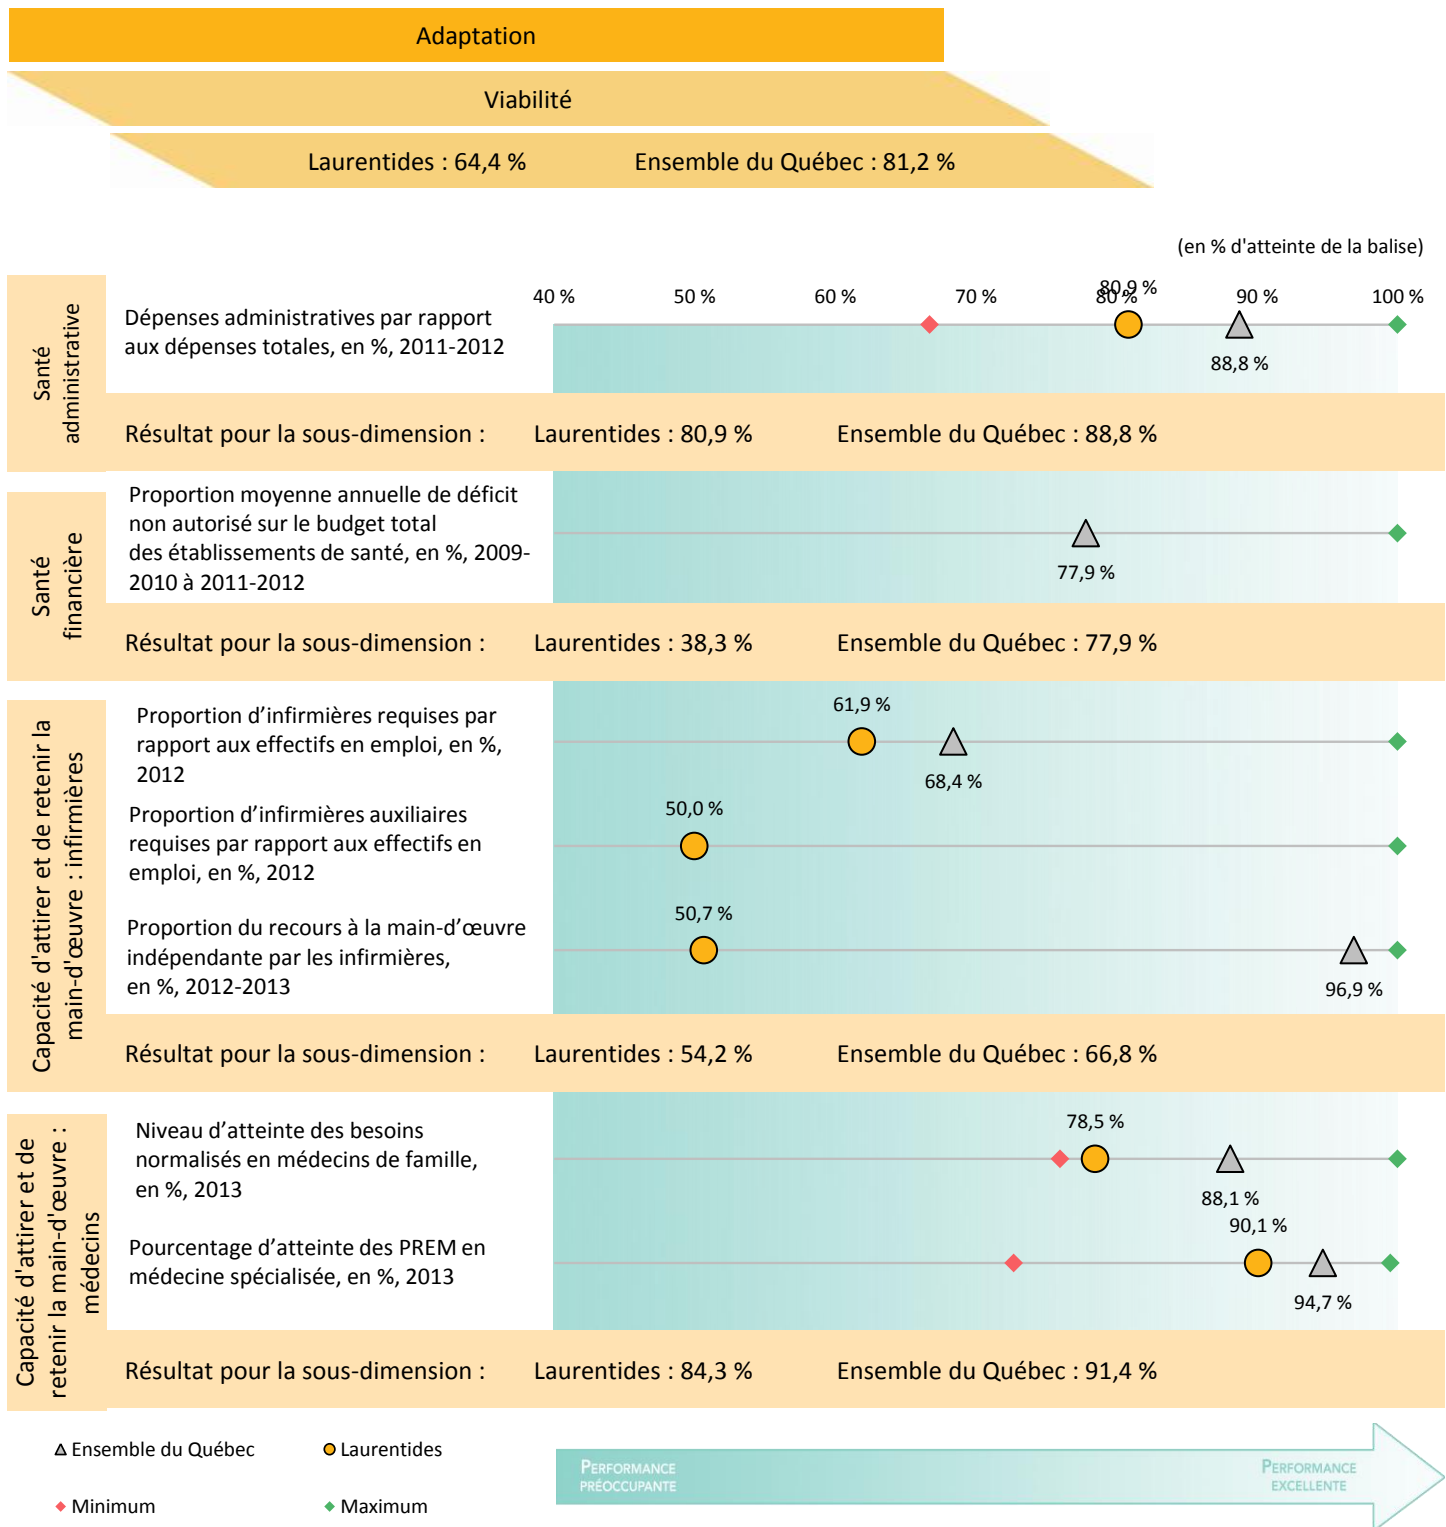 Adaptation
Viabilité
Laurentides : 64,4 % Ensemble du Québec : 81,2 %
(en % d'atteinte de la balise)
40 % 50 % 60 % 70 % 80 % 90 % 100 %
Santé
administrative
Dépenses administratives par rapport
aux dépenses totales, en %, 2011-2012
80,9 %
88,8 %
Résultat pour la sous-dimension : Laurentides : 80,9 % Ensemble du Québec : 88,8 %
Santé
financière
Proportion moyenne annuelle de déficit
non autorisé sur le budget total
des établissements de santé, en %, 2009-
2010 à 2011-2012
77,9 %
Résultat pour la sous-dimension : Laurentides : 38,3 % Ensemble du Québec : 77,9 %
Capacité d'attirer et de retenir la
main-d'œuvre : infirmières
Proportion d’infirmières requises par
rapport aux effectifs en emploi, en %,
2012
61,9 %
68,4 %
Proportion d’infirmières auxiliaires
requises par rapport aux effectifs en
emploi, en %, 2012
50,0 %
Proportion du recours à la main-d’œuvre
indépendante par les infirmières,
en %, 2012-2013
50,7 %
96,9 %
Résultat pour la sous-dimension : Laurentides : 54,2 % Ensemble du Québec : 66,8 %
Capacité d'attirer et de
retenir la main-d'œuvre :
médecins
Niveau d’atteinte des besoins
normalisés en médecins de famille,
en %, 2013
78,5 %
88,1 %
Pourcentage d’atteinte des PREM en
médecine spécialisée, en %, 2013
90,1 %
94,7 %
Résultat pour la sous-dimension : Laurentides : 84,3 % Ensemble du Québec : 91,4 %
Ensemble du Québec Laurentides
Minimum Maximum
PERFORMANCE
PRÉOCCUPANTE
PERFORMANCE
EXCELLENTE